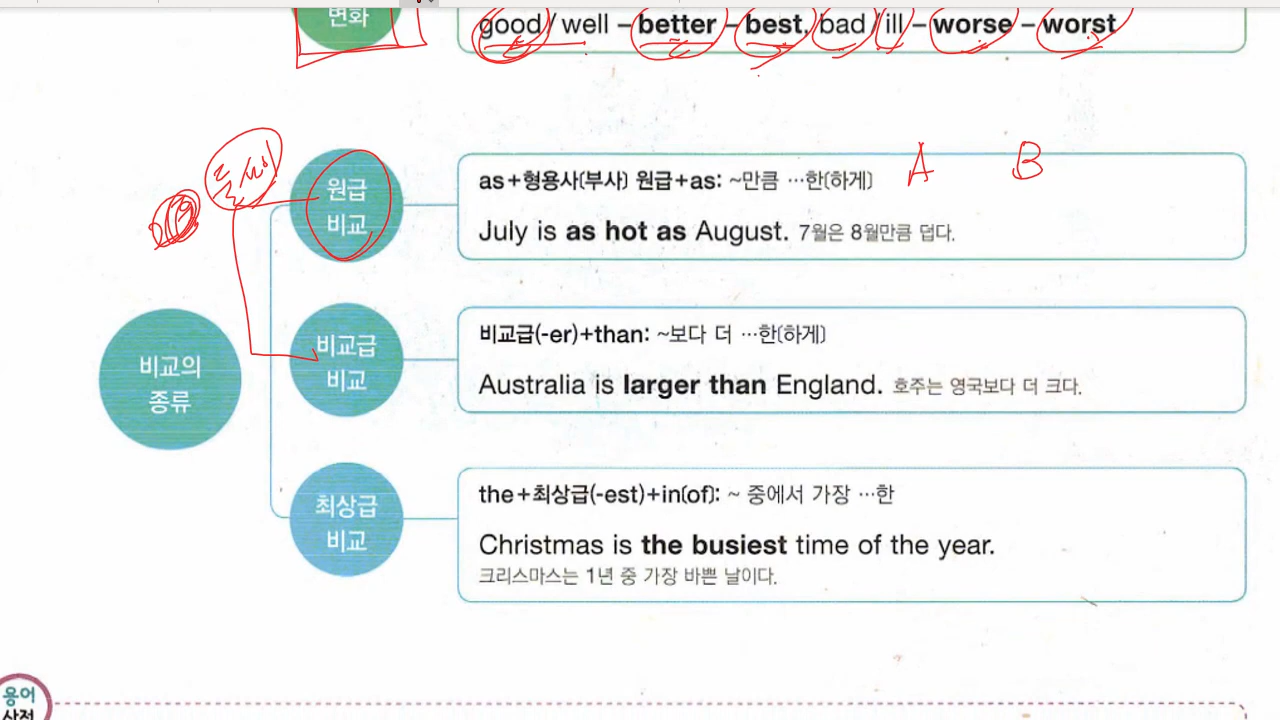 변화
good / well – better – best, bad / ill – worse – worst
A B
원급
비교
as+형용사(부사) 원급+as: ~만큼 …한(하게)
July is as hot as August. 7월은 8월만큼 덥다.
비교의
종류
비교급
비교
비교급(-er)+than: ~보다 더 …한(하게)
Australia is larger than England. 호주는 영국보다 더 크다.
최상급
비교
the+최상급(-est)+in(of): ~ 중에서 가장 …한
Christmas is the busiest time of the year.
크리스마스는 1년 중 가장 바쁜 날이다.
용어
사전